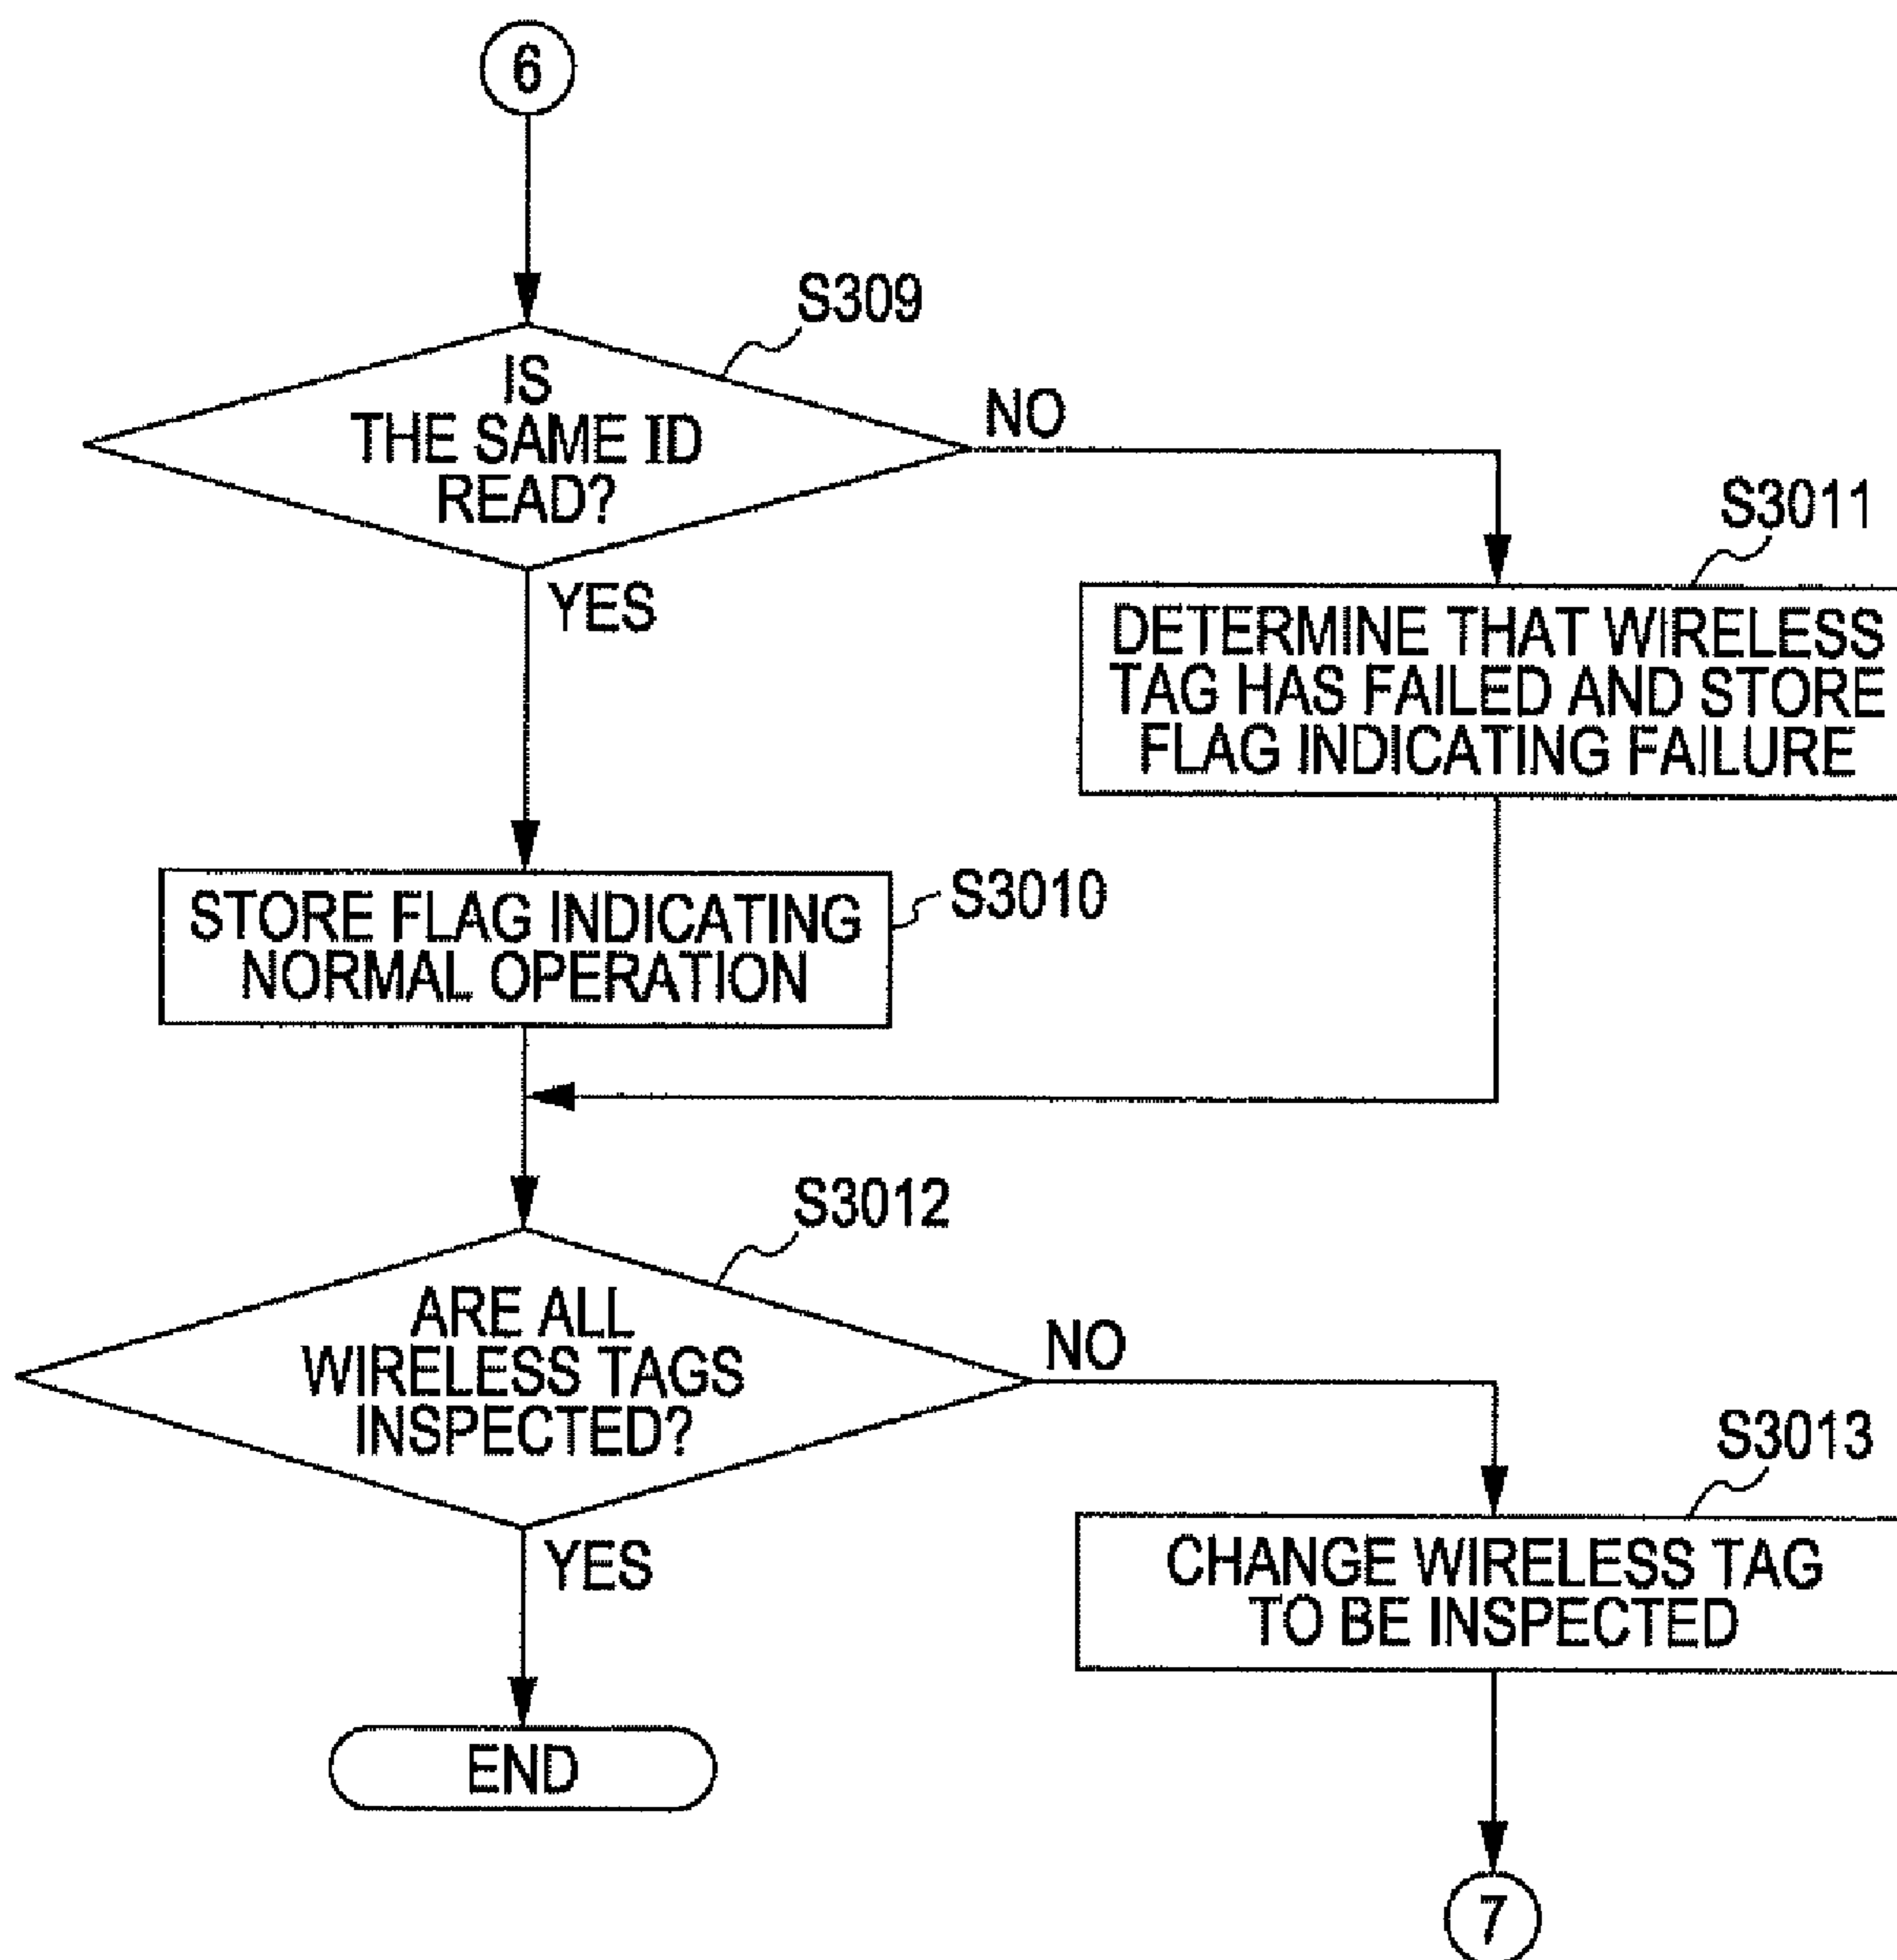 6
S309
IS
THE SAME ID
READ?
NO
YES
S3011
DETERMINE THAT WIRELESS
TAG HAS FAILED AND STORE
FLAG INDICATING FAILURE
STORE FLAG INDICATING
NORMAL OPERATION
S3010
S3012
ARE ALL
WIRELESS TAGS
INSPECTED?
NO
YES
S3013
CHANGE WIRELESS TAG
TO BE INSPECTED
END
7